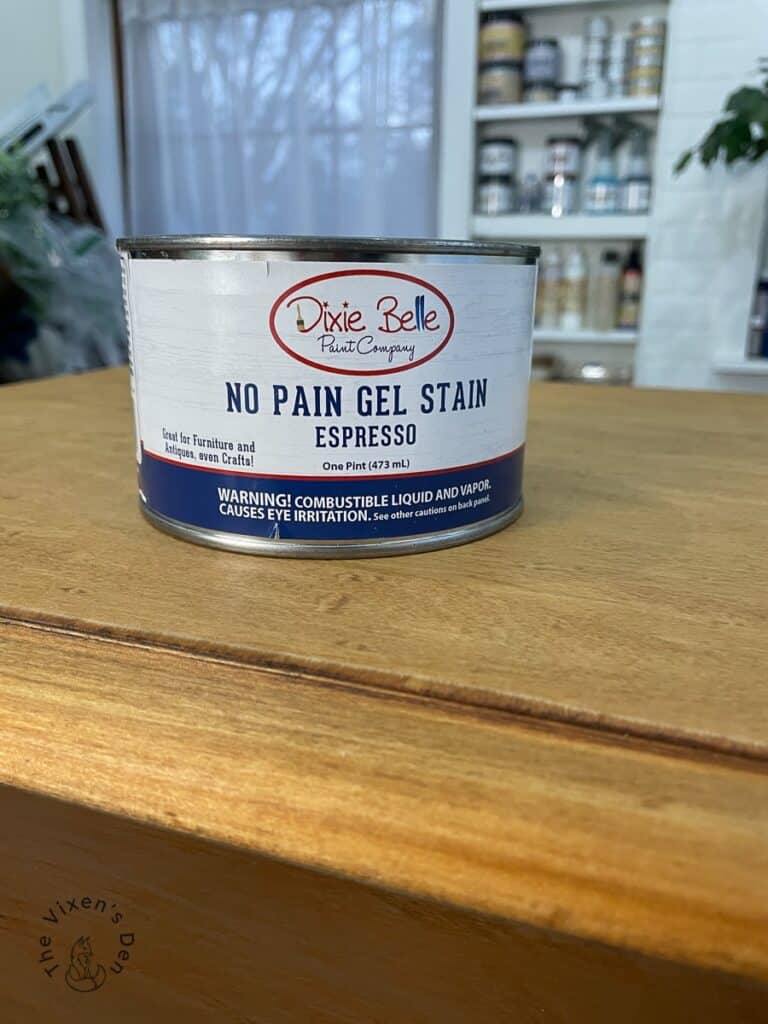 Dixie Belle
Paint Company
NO PAIN GEL STAIN
ESPRESSO
Great for Furniture and
Antiques, even Crafts!
One Pint (473 mL)
WARNING! COMBUSTIBLE LIQUID AND VAPOR.
CAUSES EYE IRRITATION. See other cautions on back panel.
The Vixen's Den